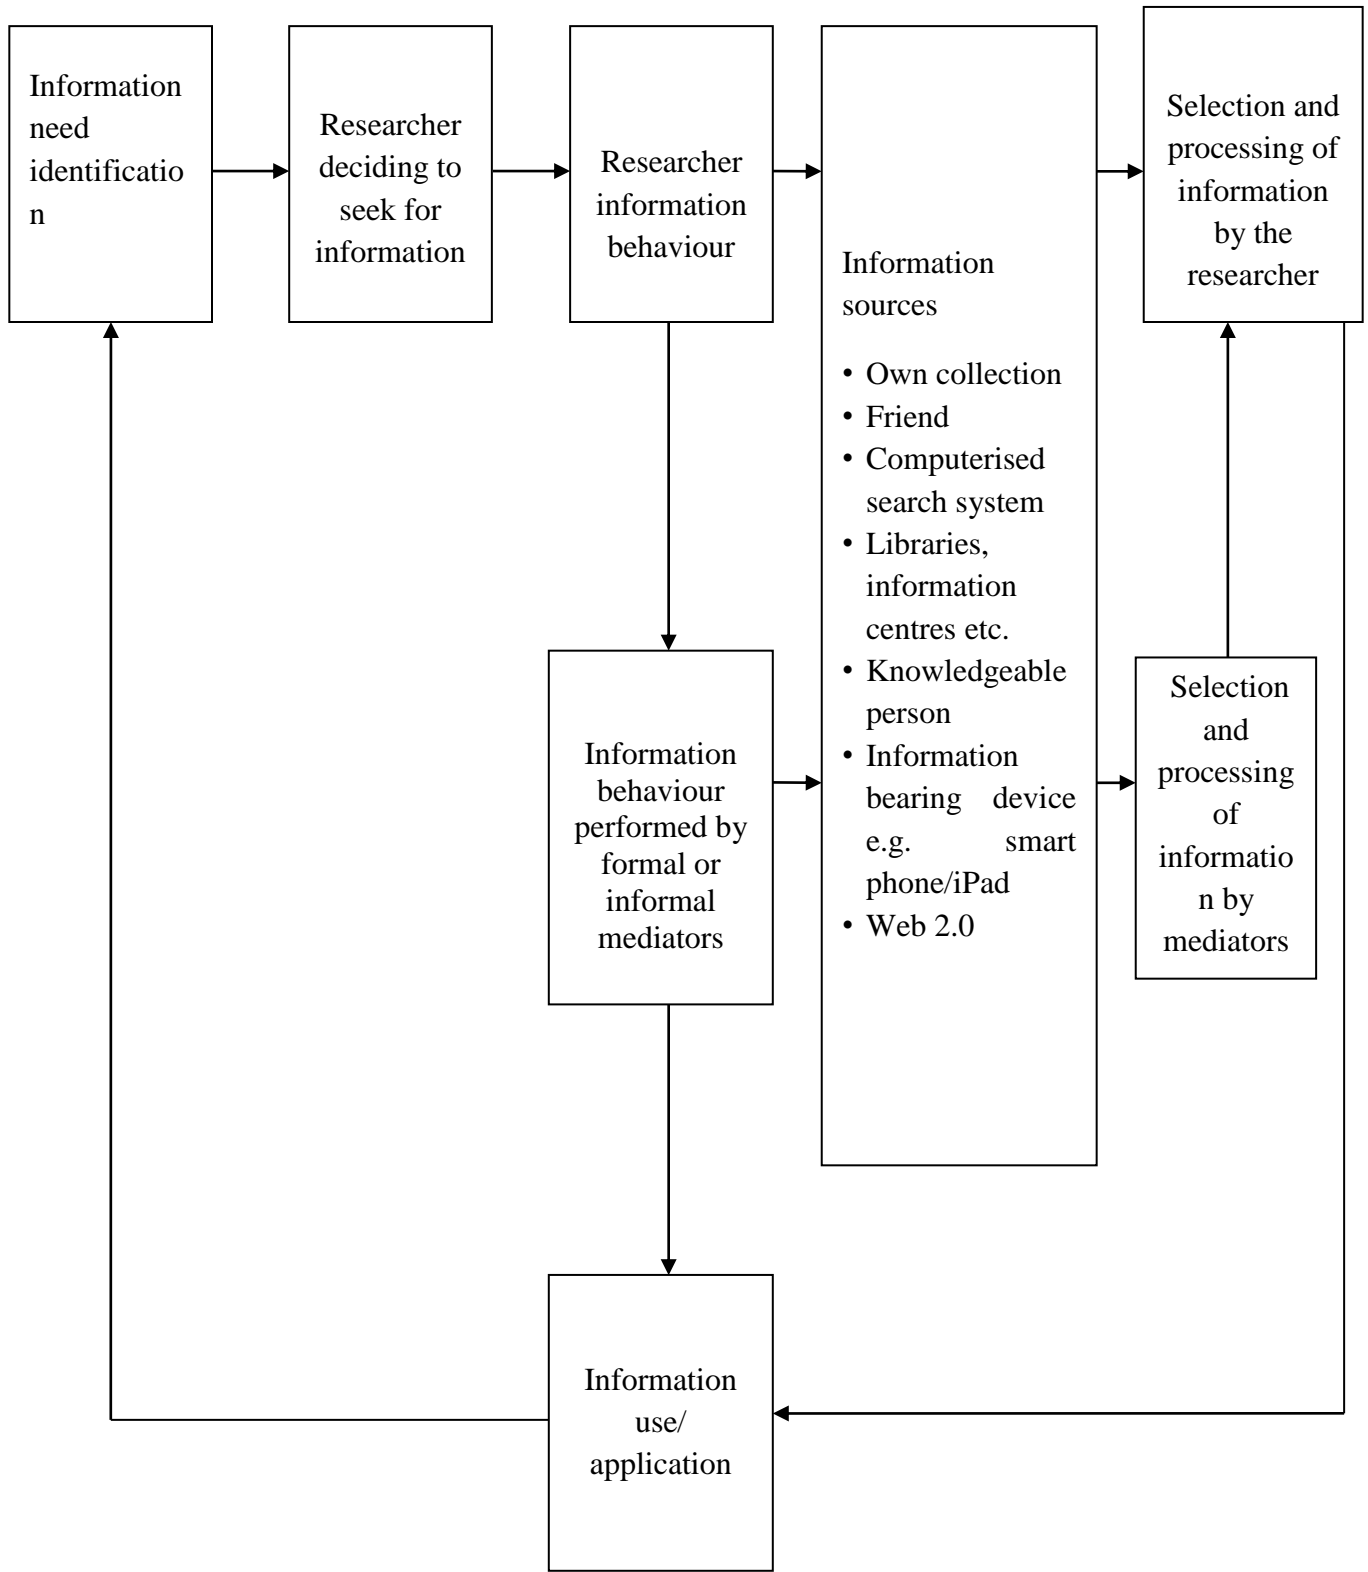 Information
need
identificatio
n
Researcher
deciding to
seek for
information
Researcher
information
behaviour
Information
sources
• Own collection
• Friend
• Computerised
search system
• Libraries,
information
centres etc.
• Knowledgeable
person
• Information
bearing device
e.g. smart
phone/iPad
• Web 2.0
Selection and
processing of
information
by the
researcher
Information
behaviour
performed by
formal or
informal
mediators
Selection
and
processing
of
informatio
n by
mediators
Information
use/
application